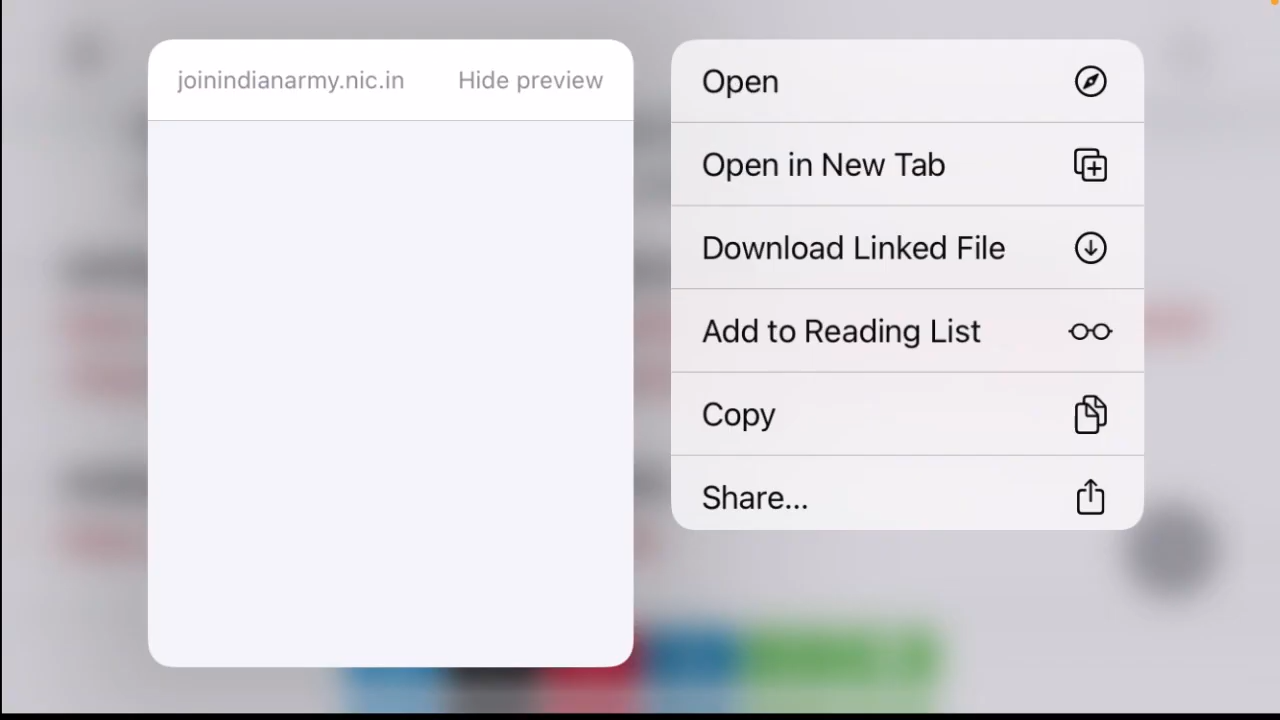 joinindianarmy.nic.in Hide preview
Open
Open in New Tab
Download Linked File
Add to Reading List
Copy
Share...